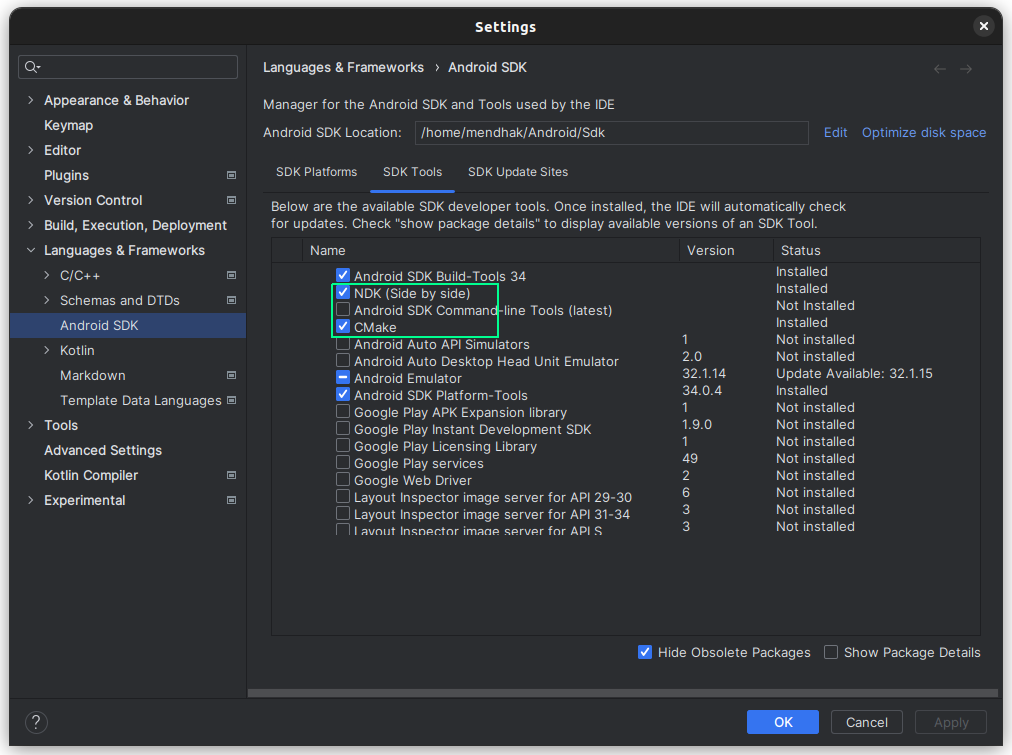 Settings
Languages & Frameworks › Android SDK
Appearance & Behavior
Keymap
Editor
Plugins
Version Control
Build, Execution, Deployment
Languages & Frameworks
C/C++
Schemas and DTDs
Android SDK
Kotlin
Markdown
Template Data Languages
Tools
Advanced Settings
Kotlin Compiler
Experimental
Manager for the Android SDK and Tools used by the IDE
Android SDK Location: /home/mendhak/Android/Sdk Edit Optimize disk space
SDK Platforms SDK Tools SDK Update Sites
Below are the available SDK developer tools. Once installed, the IDE will automatically check
for updates. Check "show package details" to display available versions of an SDK Tool.
Name Version Status
Android SDK Build-Tools 34 Installed
NDK (Side by side) Installed
Android SDK Command-line Tools (latest) Not Installed
CMake Installed
Android Auto API Simulators 1 Not installed
Android Auto Desktop Head Unit Emulator 2.0 Not installed
Android Emulator 32.1.14 Update Available: 32.1.15
Android SDK Platform-Tools 34.0.4 Installed
Google Play APK Expansion library 1 Not installed
Google Play Instant Development SDK 1.9.0 Not installed
Google Play Licensing Library 1 Not installed
Google Play services 49 Not installed
Google Web Driver 2 Not installed
Layout Inspector image server for API 29-30 6 Not installed
Layout Inspector image server for API 31-34 3 Not installed
Layout Inspector image server for API S 3 Not installed
Hide Obsolete Packages Show Package Details
? OK Cancel Apply